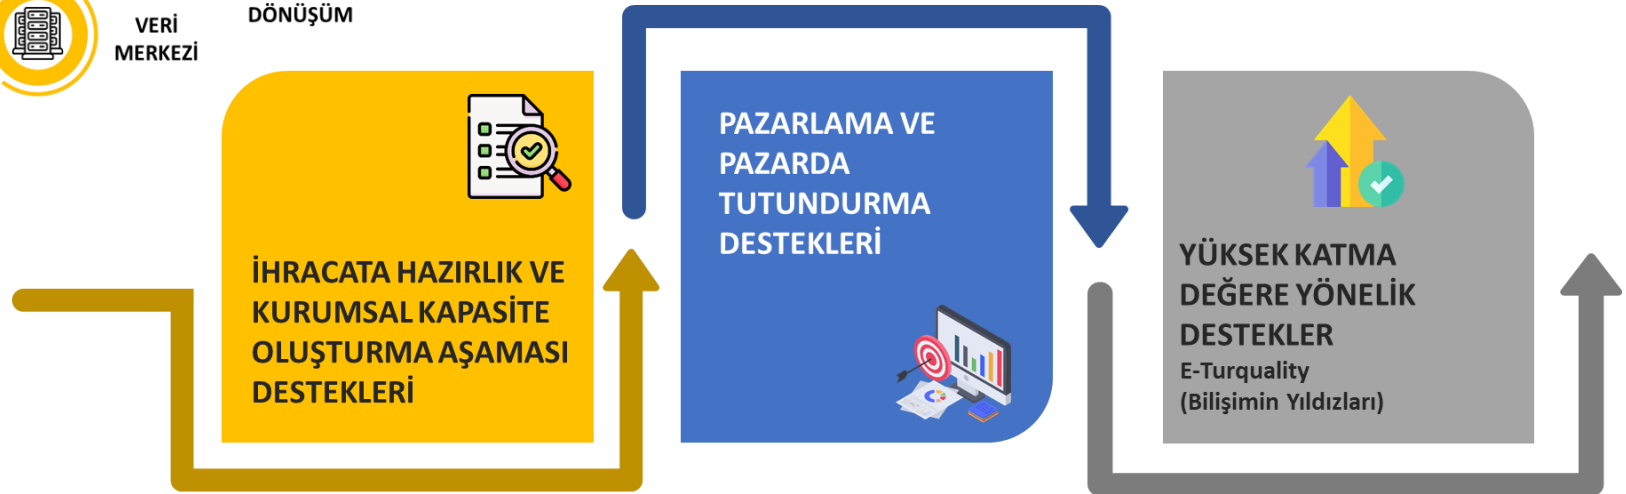 VERİ
MERKEZİ
DÖNÜŞÜM
İHRACATA HAZIRLIK VE
KURUMSAL KAPASİTE
OLUŞTURMA AŞAMASI
DESTEKLERİ
PAZARLAMA VE
PAZARDA
TUTUNDURMA
DESTEKLERİ
YÜKSEK KATMA
DEĞERE YÖNELİK
DESTEKLER
E-Turquality
(Bilişimin Yıldızları)